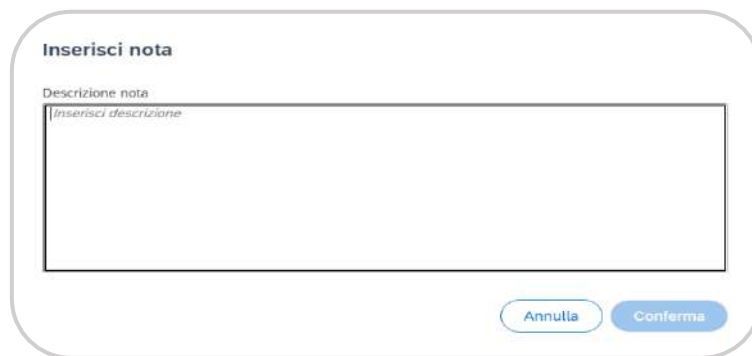 Inserisci nota
Descrizione nota
Inserisci descrizione
Annulla
Conferma